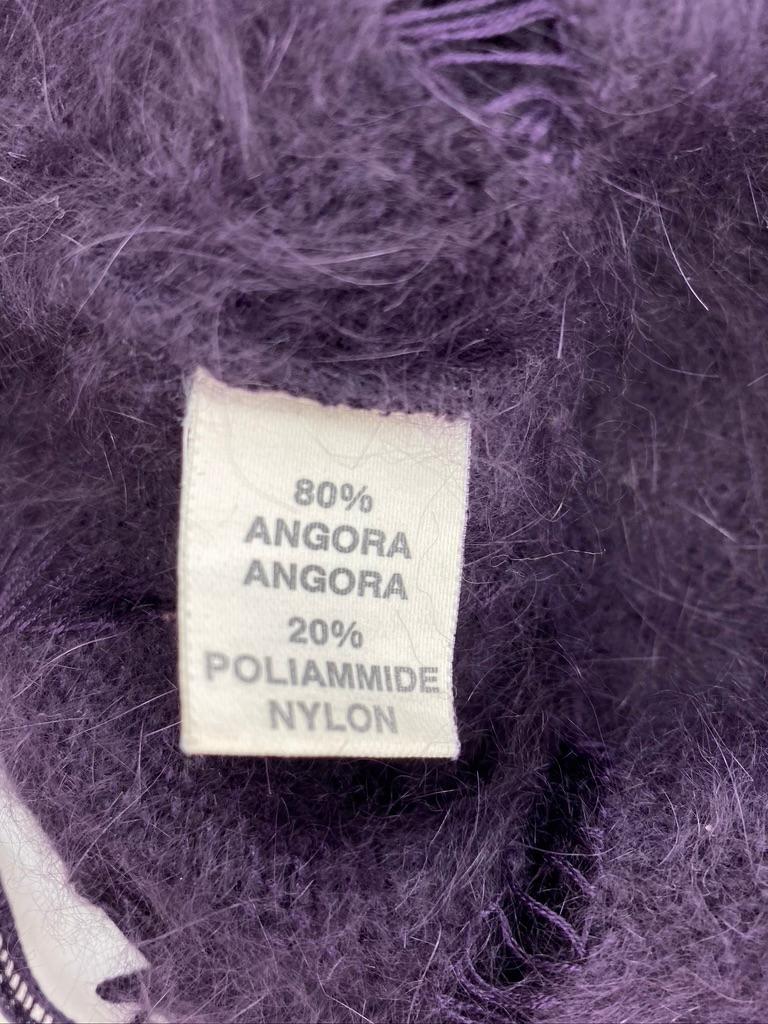 80%
ANGORA
ANGORA
20%
POLIAMMIDE
NYLON